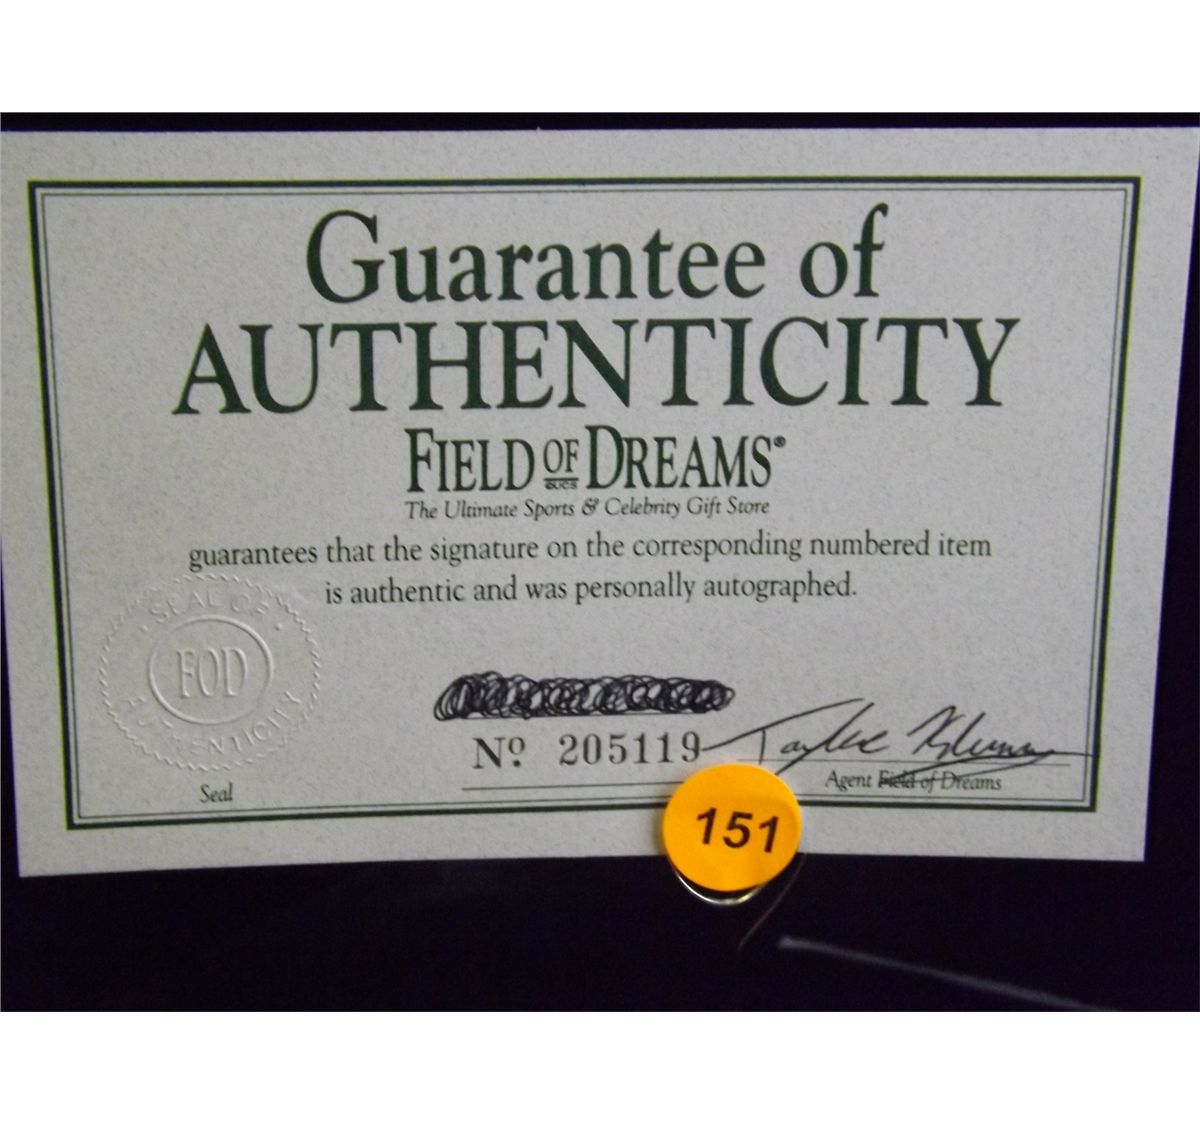 Guarantee of
AUTHENTICITY
FIELD OF DREAMS®
The Ultimate Sports & Celebrity Gift Store
guarantees that the signature on the corresponding numbered item
is authentic and was personally autographed.
SEAL OF
FOD
AUTHENTICITY
Seal
Nº 205119
Agent Field of Dreams
151